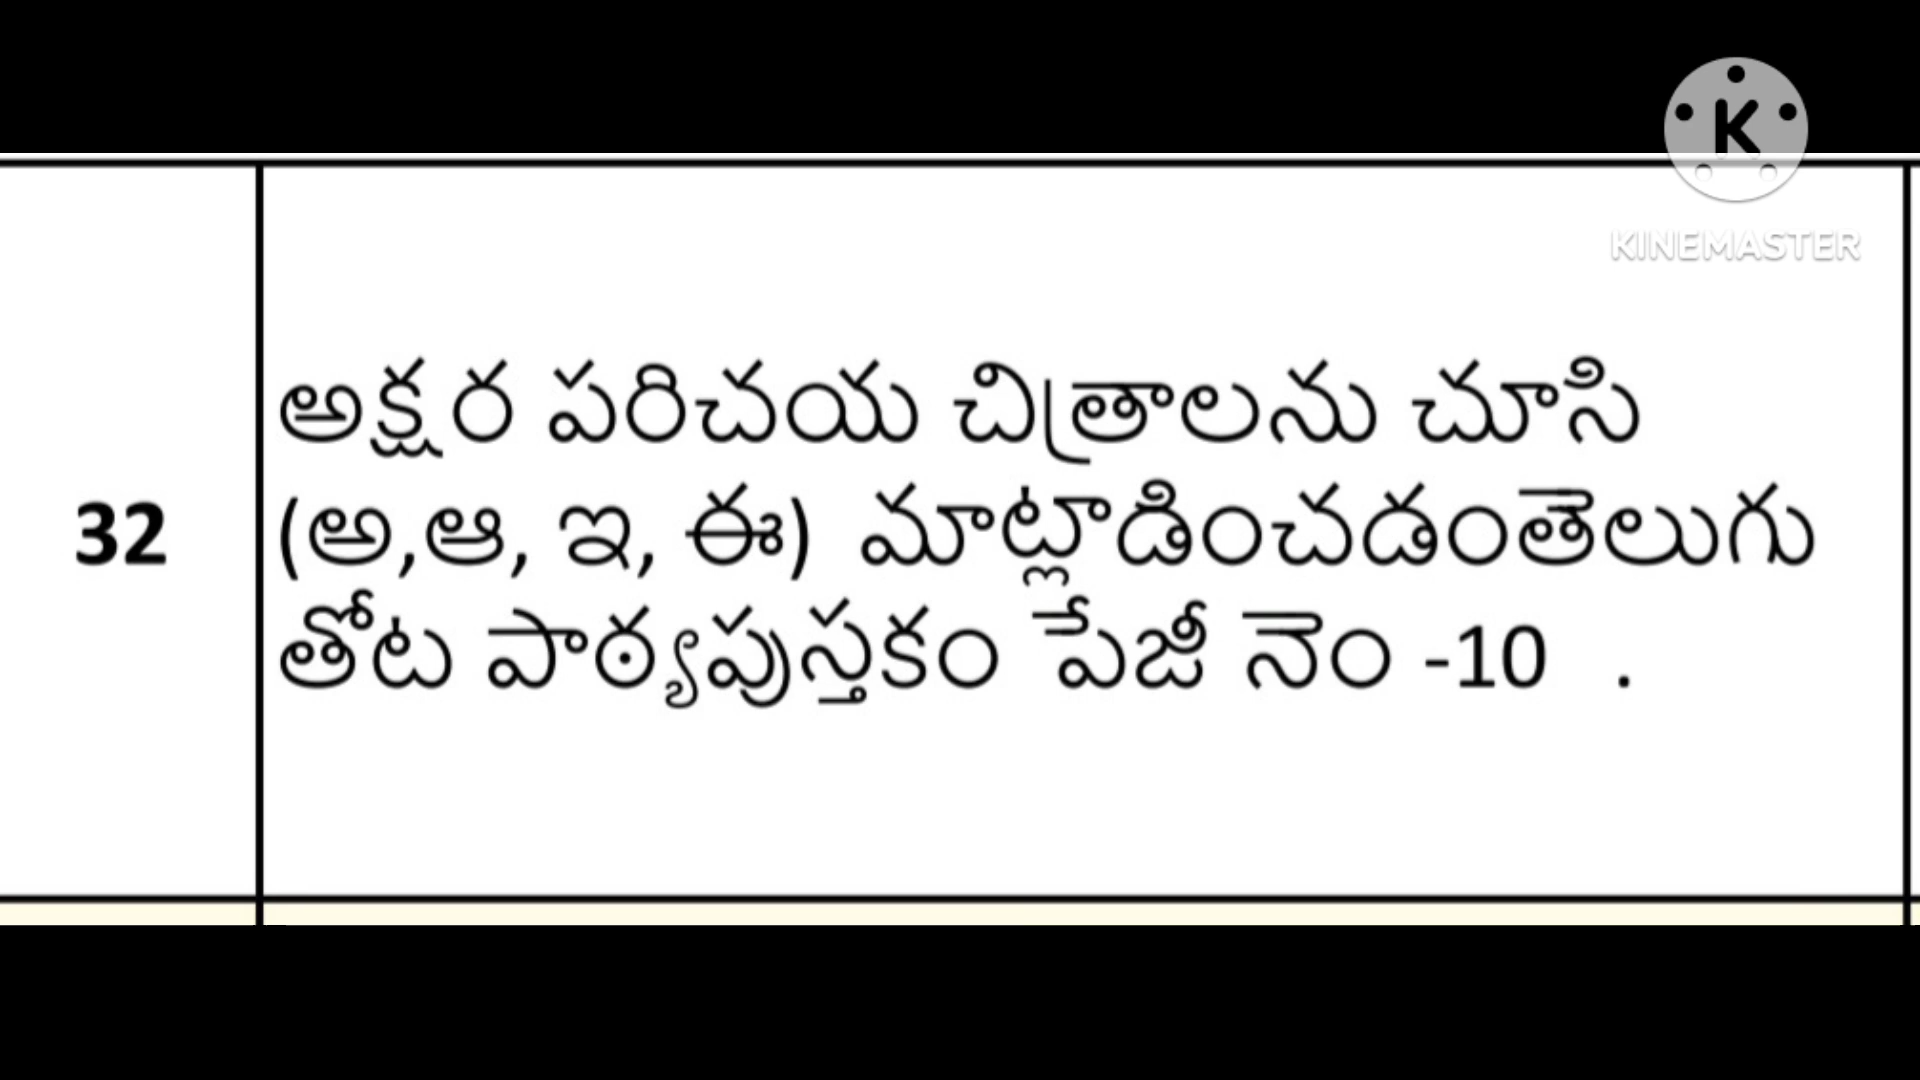 K
KINEMASTER
అక్షర పరిచయ చిత్రాలను చూసి
32 (అ,ఆ, ఇ, ఈ) మాట్లాడించడంతెలుగు
తోట పాఠ్యపుస్తకం పేజీ నెం -10 .